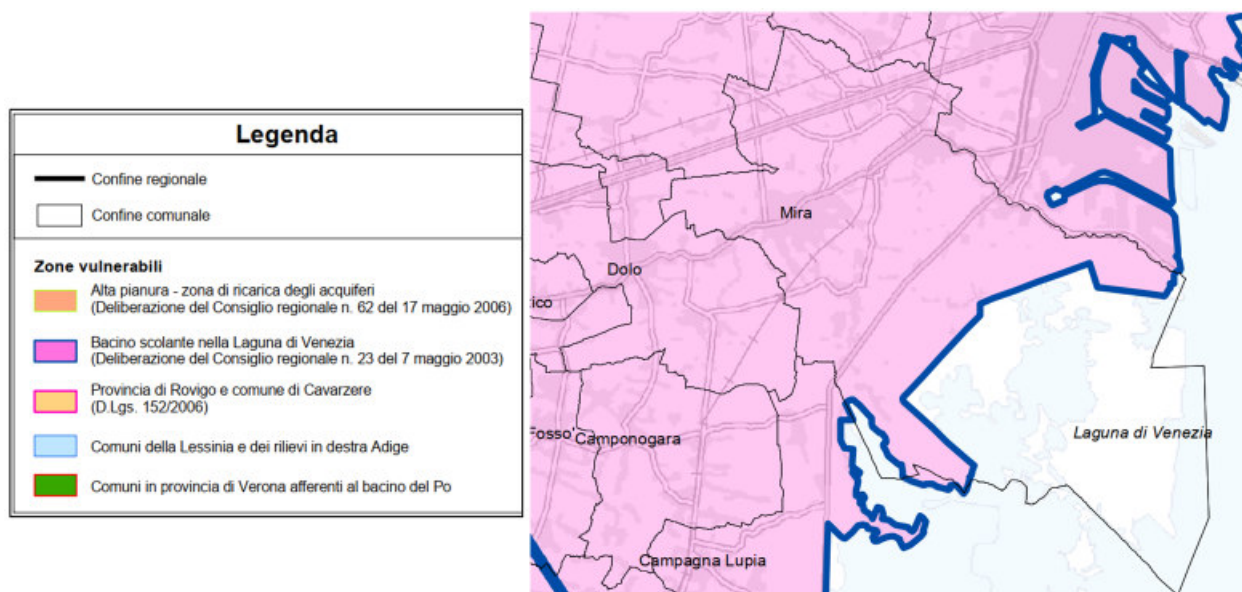 Legenda
Confine regionale
Confine comunale
Zone vulnerabili
Alta pianura - zona di ricarica degli acquiferi
(Deliberazione del Consiglio regionale n. 62 del 17 maggio 2006)
Bacino scolante nella Laguna di Venezia
(Deliberazione del Consiglio regionale n. 23 del 7 maggio 2003)
Provincia di Rovigo e comune di Cavarzere
(D.Lgs. 152/2006)
Comuni della Lessinia e dei rilievi in destra Adige
Comuni in provincia di Verona afferenti al bacino del Po
Mira
Dolo
ico
Laguna di Venezia
Fosso'
Camponogara
Campagna Lupia